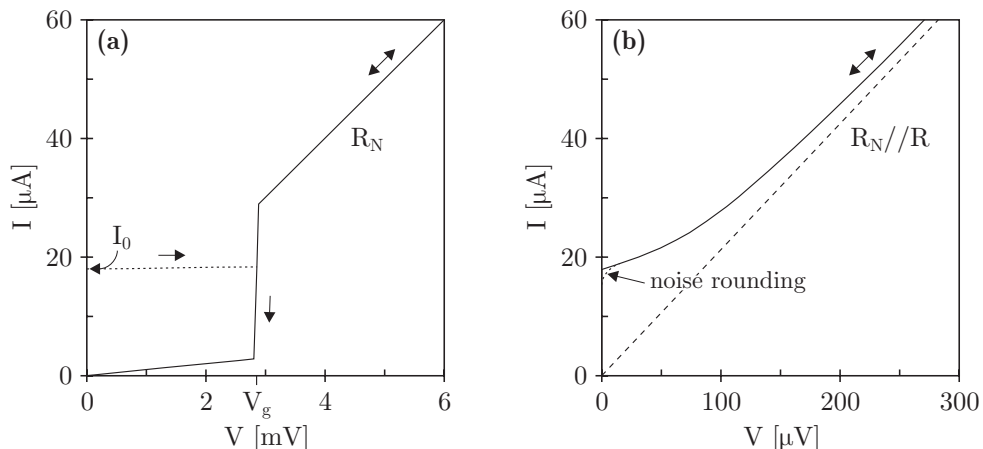 60
(a)
40
R_N
I [μA]
I_0
20
0
0 2 V_g 4 6
V [mV]
60
(b)
40
R_N//R
I [μA]
20
noise rounding
0
0 100 200 300
V [μV]